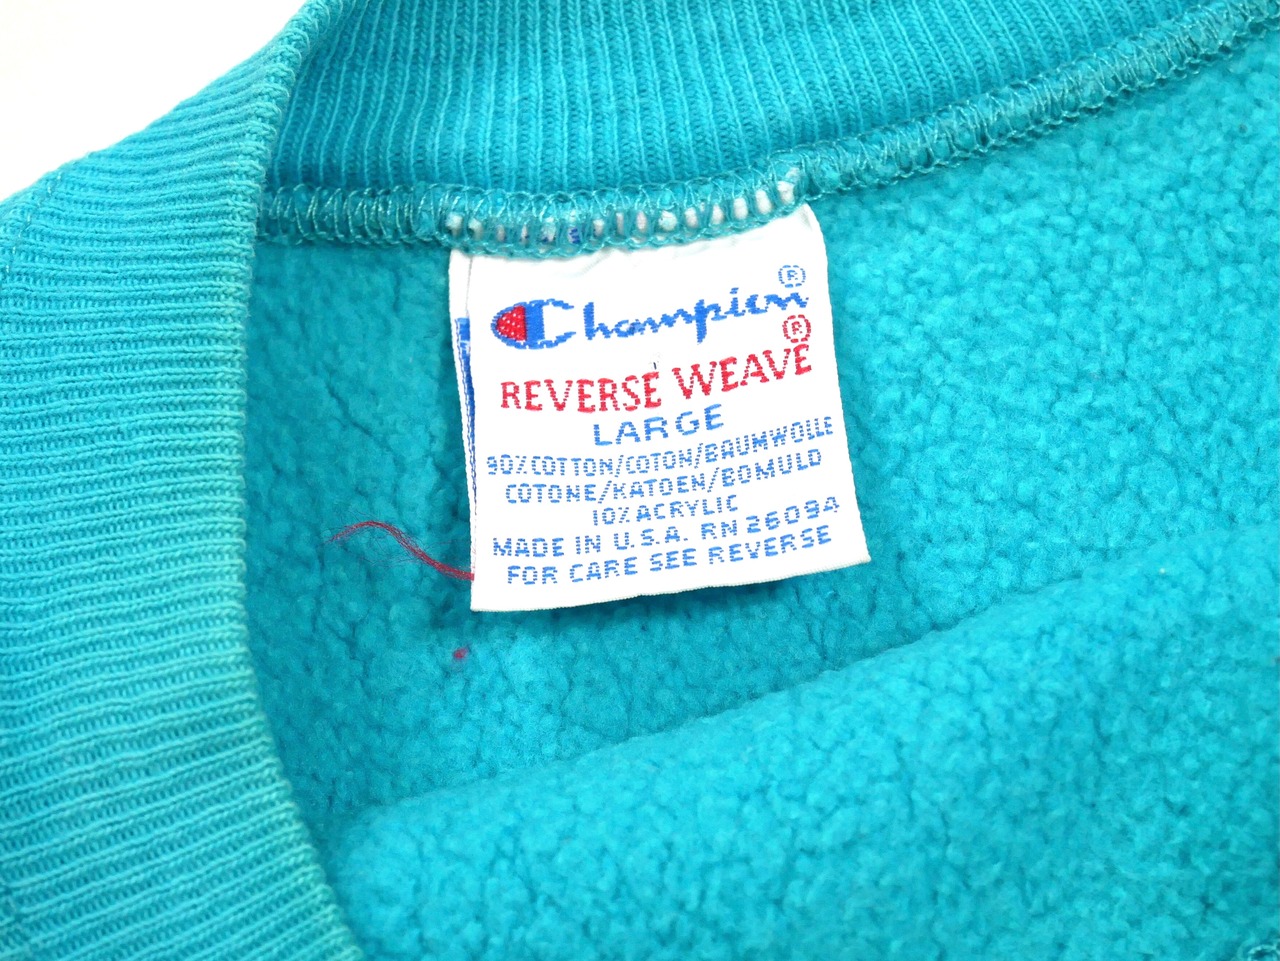 Champion®
REVERSE WEAVE®
LARGE
90% COTTON/COTON/BAUMWOLLE
COTONE/KATOEN/BOMULD
10% ACRYLIC
MADE IN U.S.A. RN 26094
FOR CARE SEE REVERSE